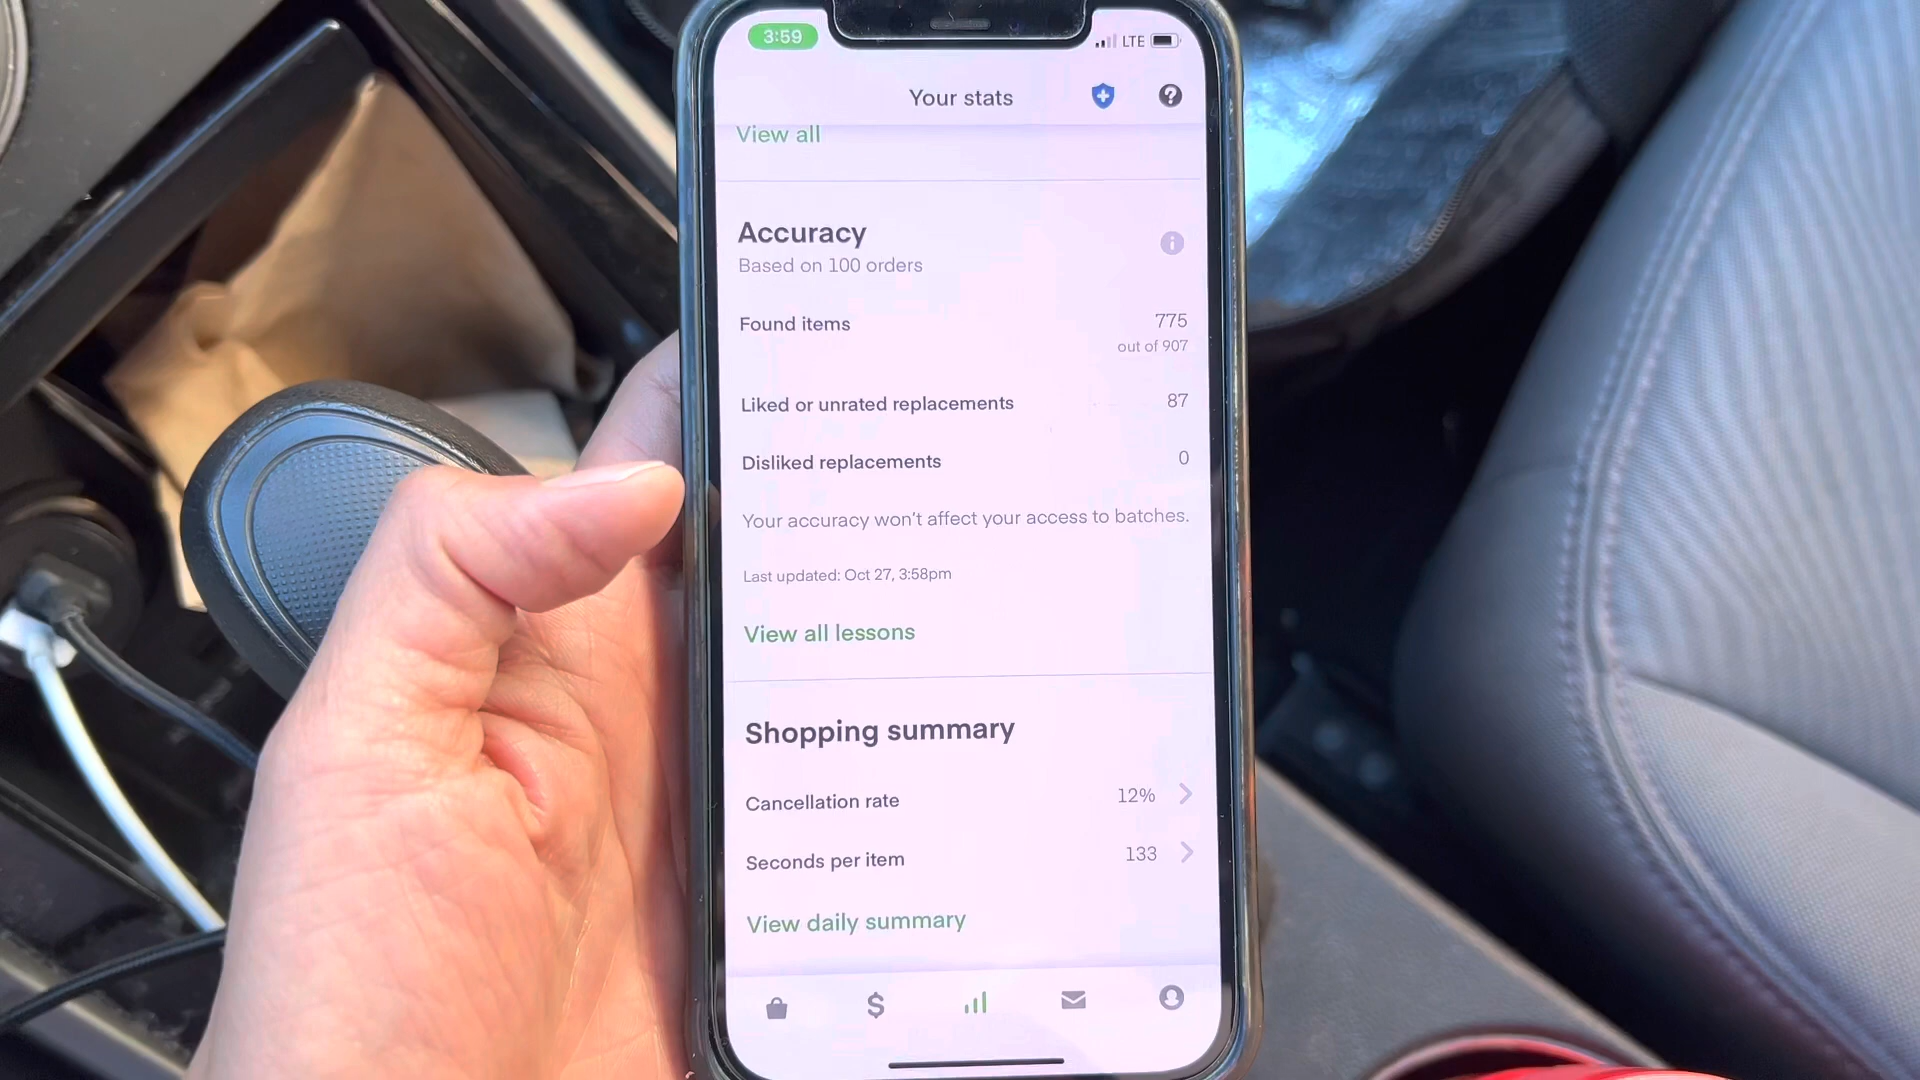 3:59
LTE
Your stats
View all
Accuracy
Based on 100 orders
Found items 775
out of 907
Liked or unrated replacements 87
Disliked replacements 0
Your accuracy won't affect your access to batches.
Last updated: Oct 27, 3:58pm
View all lessons
Shopping summary
Cancellation rate 12%
Seconds per item 133
View daily summary